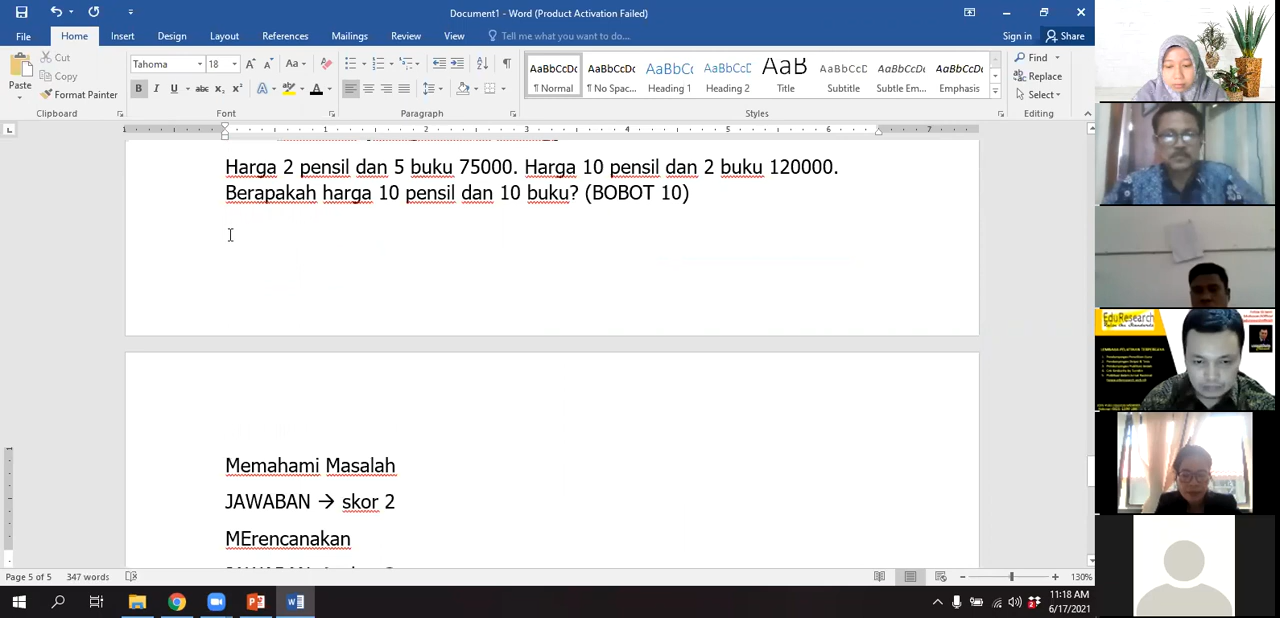 Document1 - Word (Product Activation Failed)
File Home Insert Design Layout References Mailings Review View Tell me what you want to do... Sign in Share
Paste
Cut
Copy
Format Painter
Clipboard
Tahoma 18
Font
Paragraph
AaBbCcDc AaBbCcDc AaBbCc AaBbCcD AaB AaBbCcD AaBbCcDc AaBbCcDc
¶ Normal ¶ No Spac... Heading 1 Heading 2 Title Subtitle Subtle Em... Emphasis
Styles
Find
Replace
Select
Editing
Harga 2 pensil dan 5 buku 75000. Harga 10 pensil dan 2 buku 120000.
Berapakah harga 10 pensil dan 10 buku? (BOBOT 10)
Memahami Masalah
JAWABAN → skor 2
MErencanakan
Page 5 of 5 347 words
130%
11:18 AM
6/17/2021
EduResearch